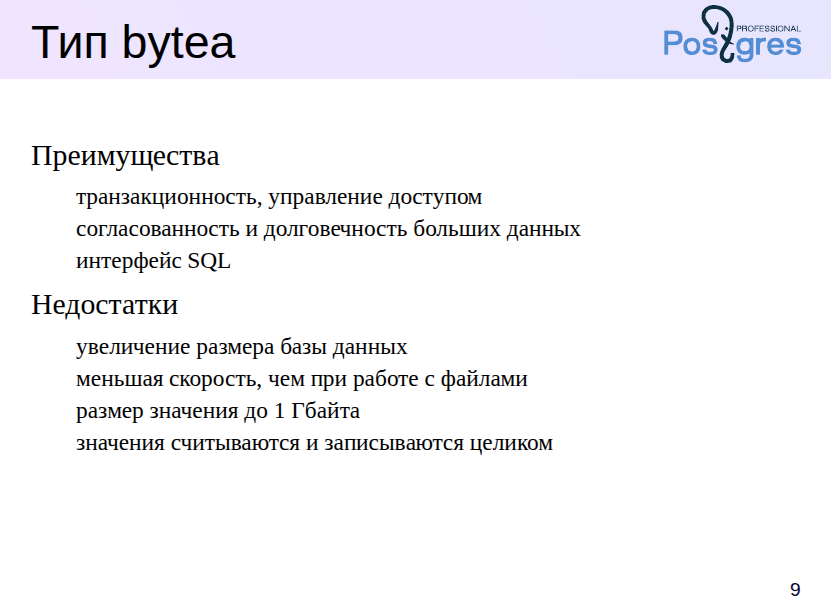 Тип bytea
PROFESSIONAL
Postgres
Преимущества
транзакционность, управление доступом
согласованность и долговечность больших данных
интерфейс SQL
Недостатки
увеличение размера базы данных
меньшая скорость, чем при работе с файлами
размер значения до 1 Гбайта
значения считываются и записываются целиком
9